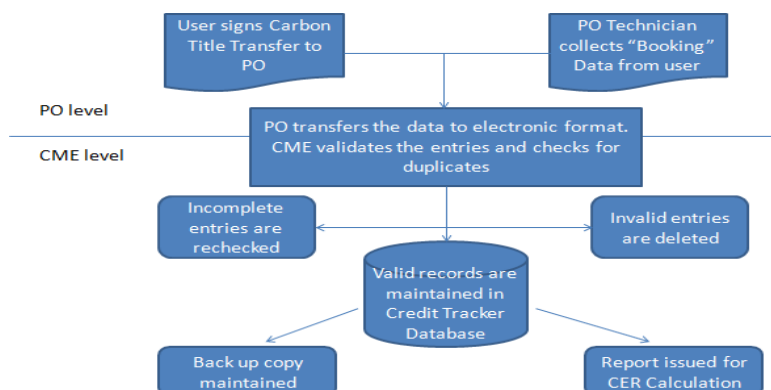 User signs Carbon
Title Transfer to
PO
PO Technician
collects “Booking”
Data from user
PO level
PO transfers the data to electronic format.
CME validates the entries and checks for
duplicates
CME level
Incomplete
entries are
rechecked
Invalid entries
are deleted
Valid records are
maintained in
Credit Tracker
Database
Back up copy
maintained
Report issued for
CER Calculation